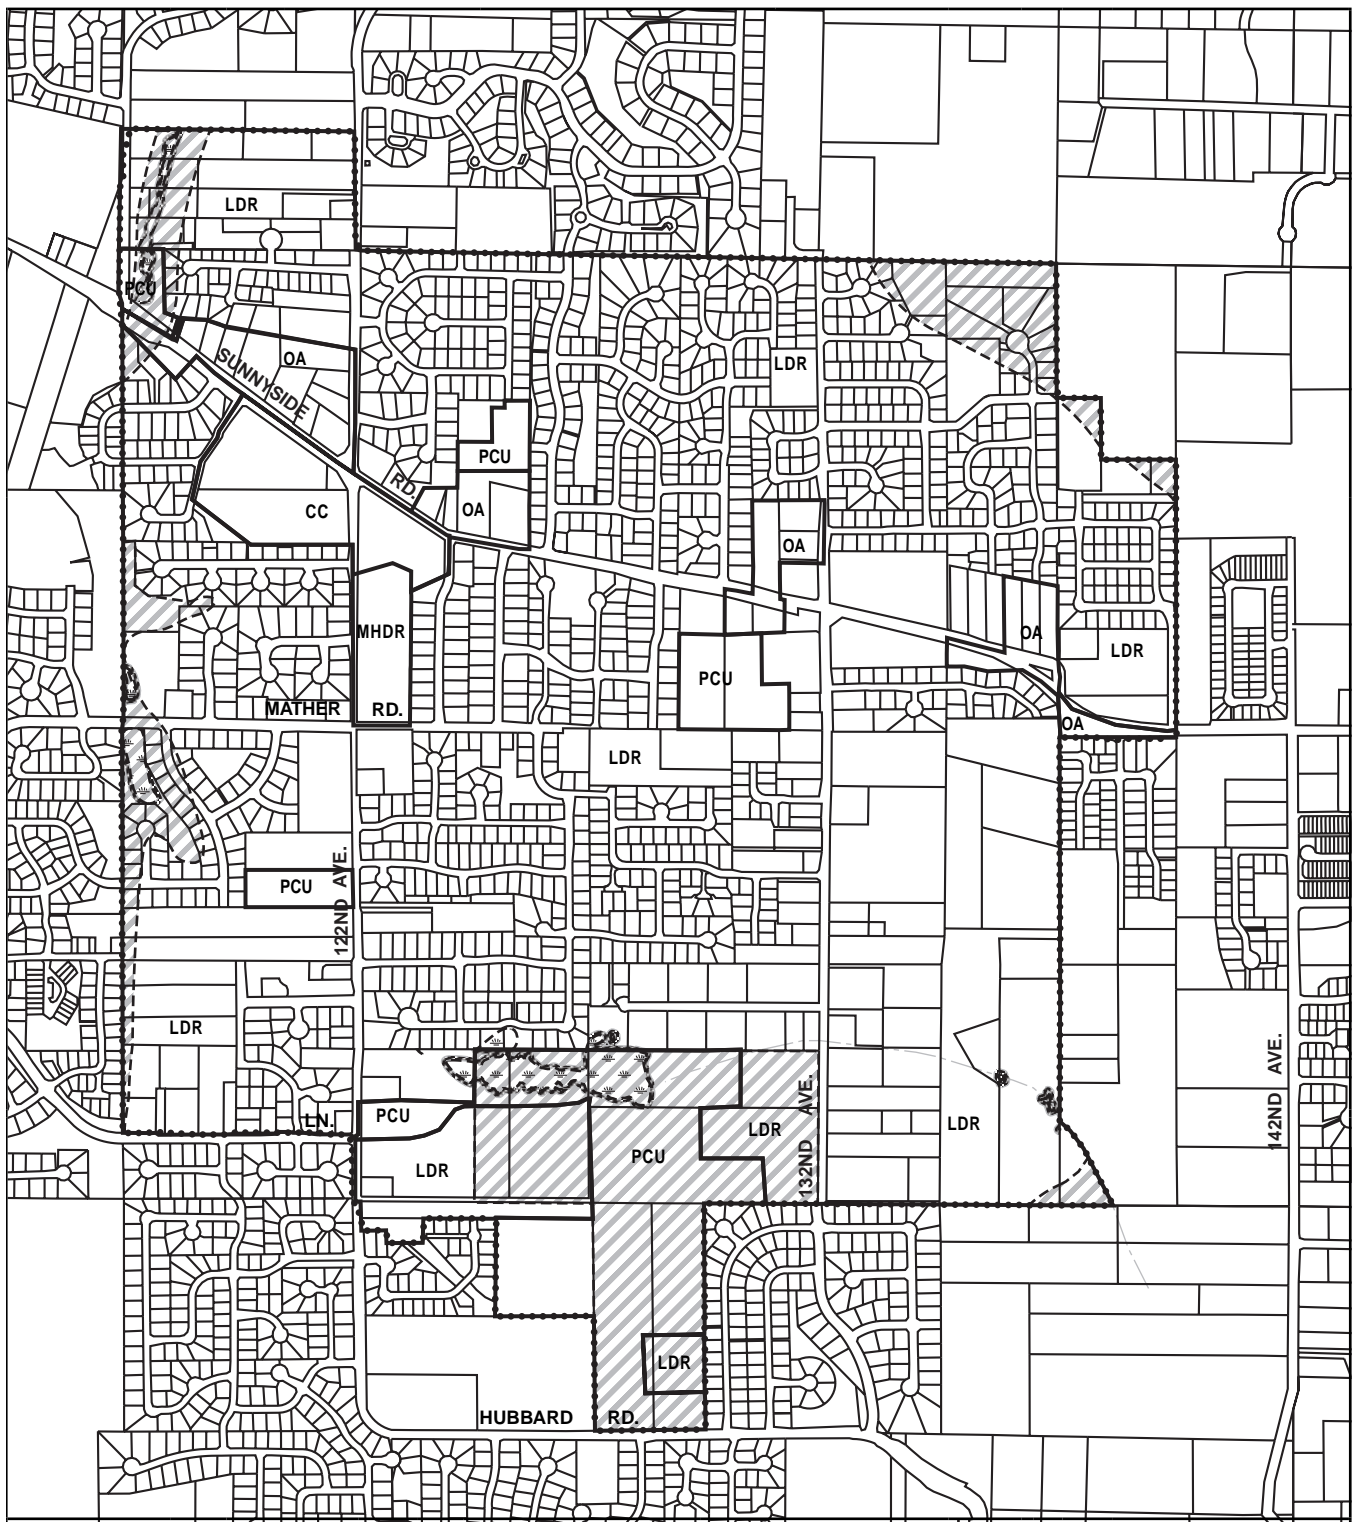 LDR
PCU
SUNNYSIDE
RD.
OA
LDR
PCU
OA
CC
OA
MHDR
OA
LDR
PCU
MATHER RD.
OA
LDR
122ND AVE.
PCU
LDR
142ND AVE.
132ND AVE.
LN.
PCU
LDR
LDR
PCU
LDR
LDR
HUBBARD RD.